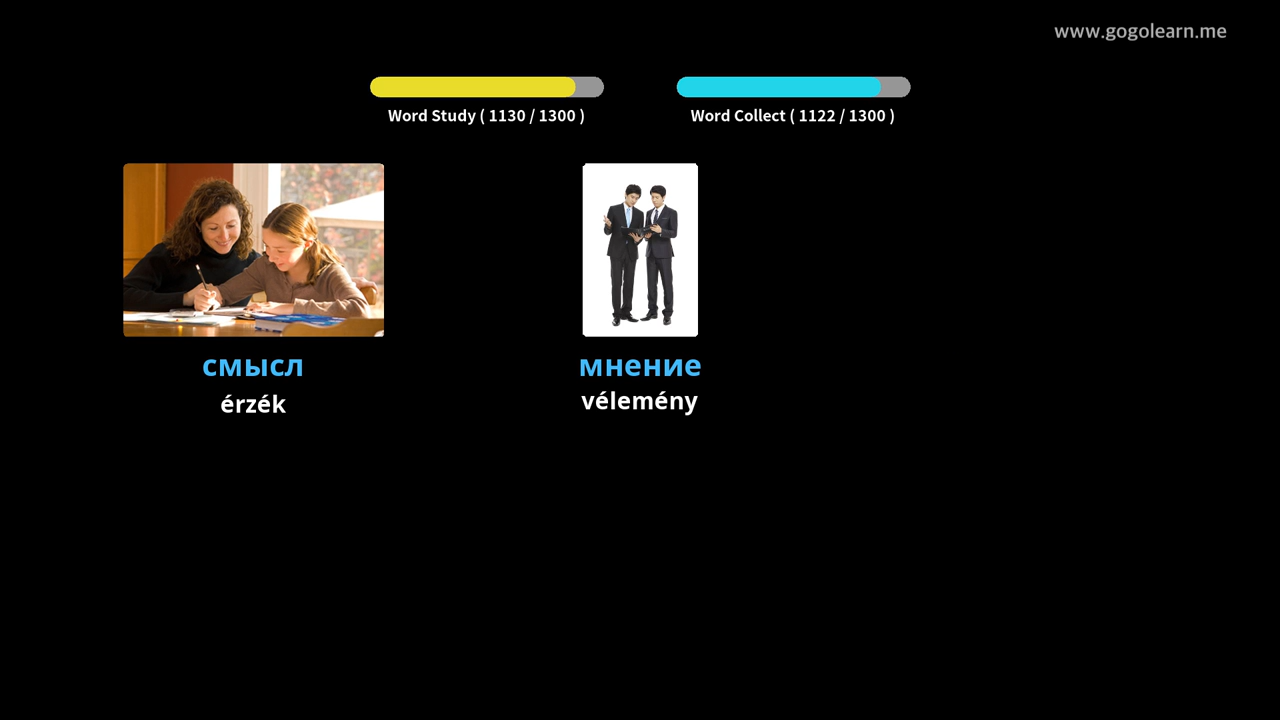 www.gogolearn.me
Word Study ( 1130 / 1300 )
Word Collect ( 1122 / 1300 )
смысл
érzék
мнение
vélemény